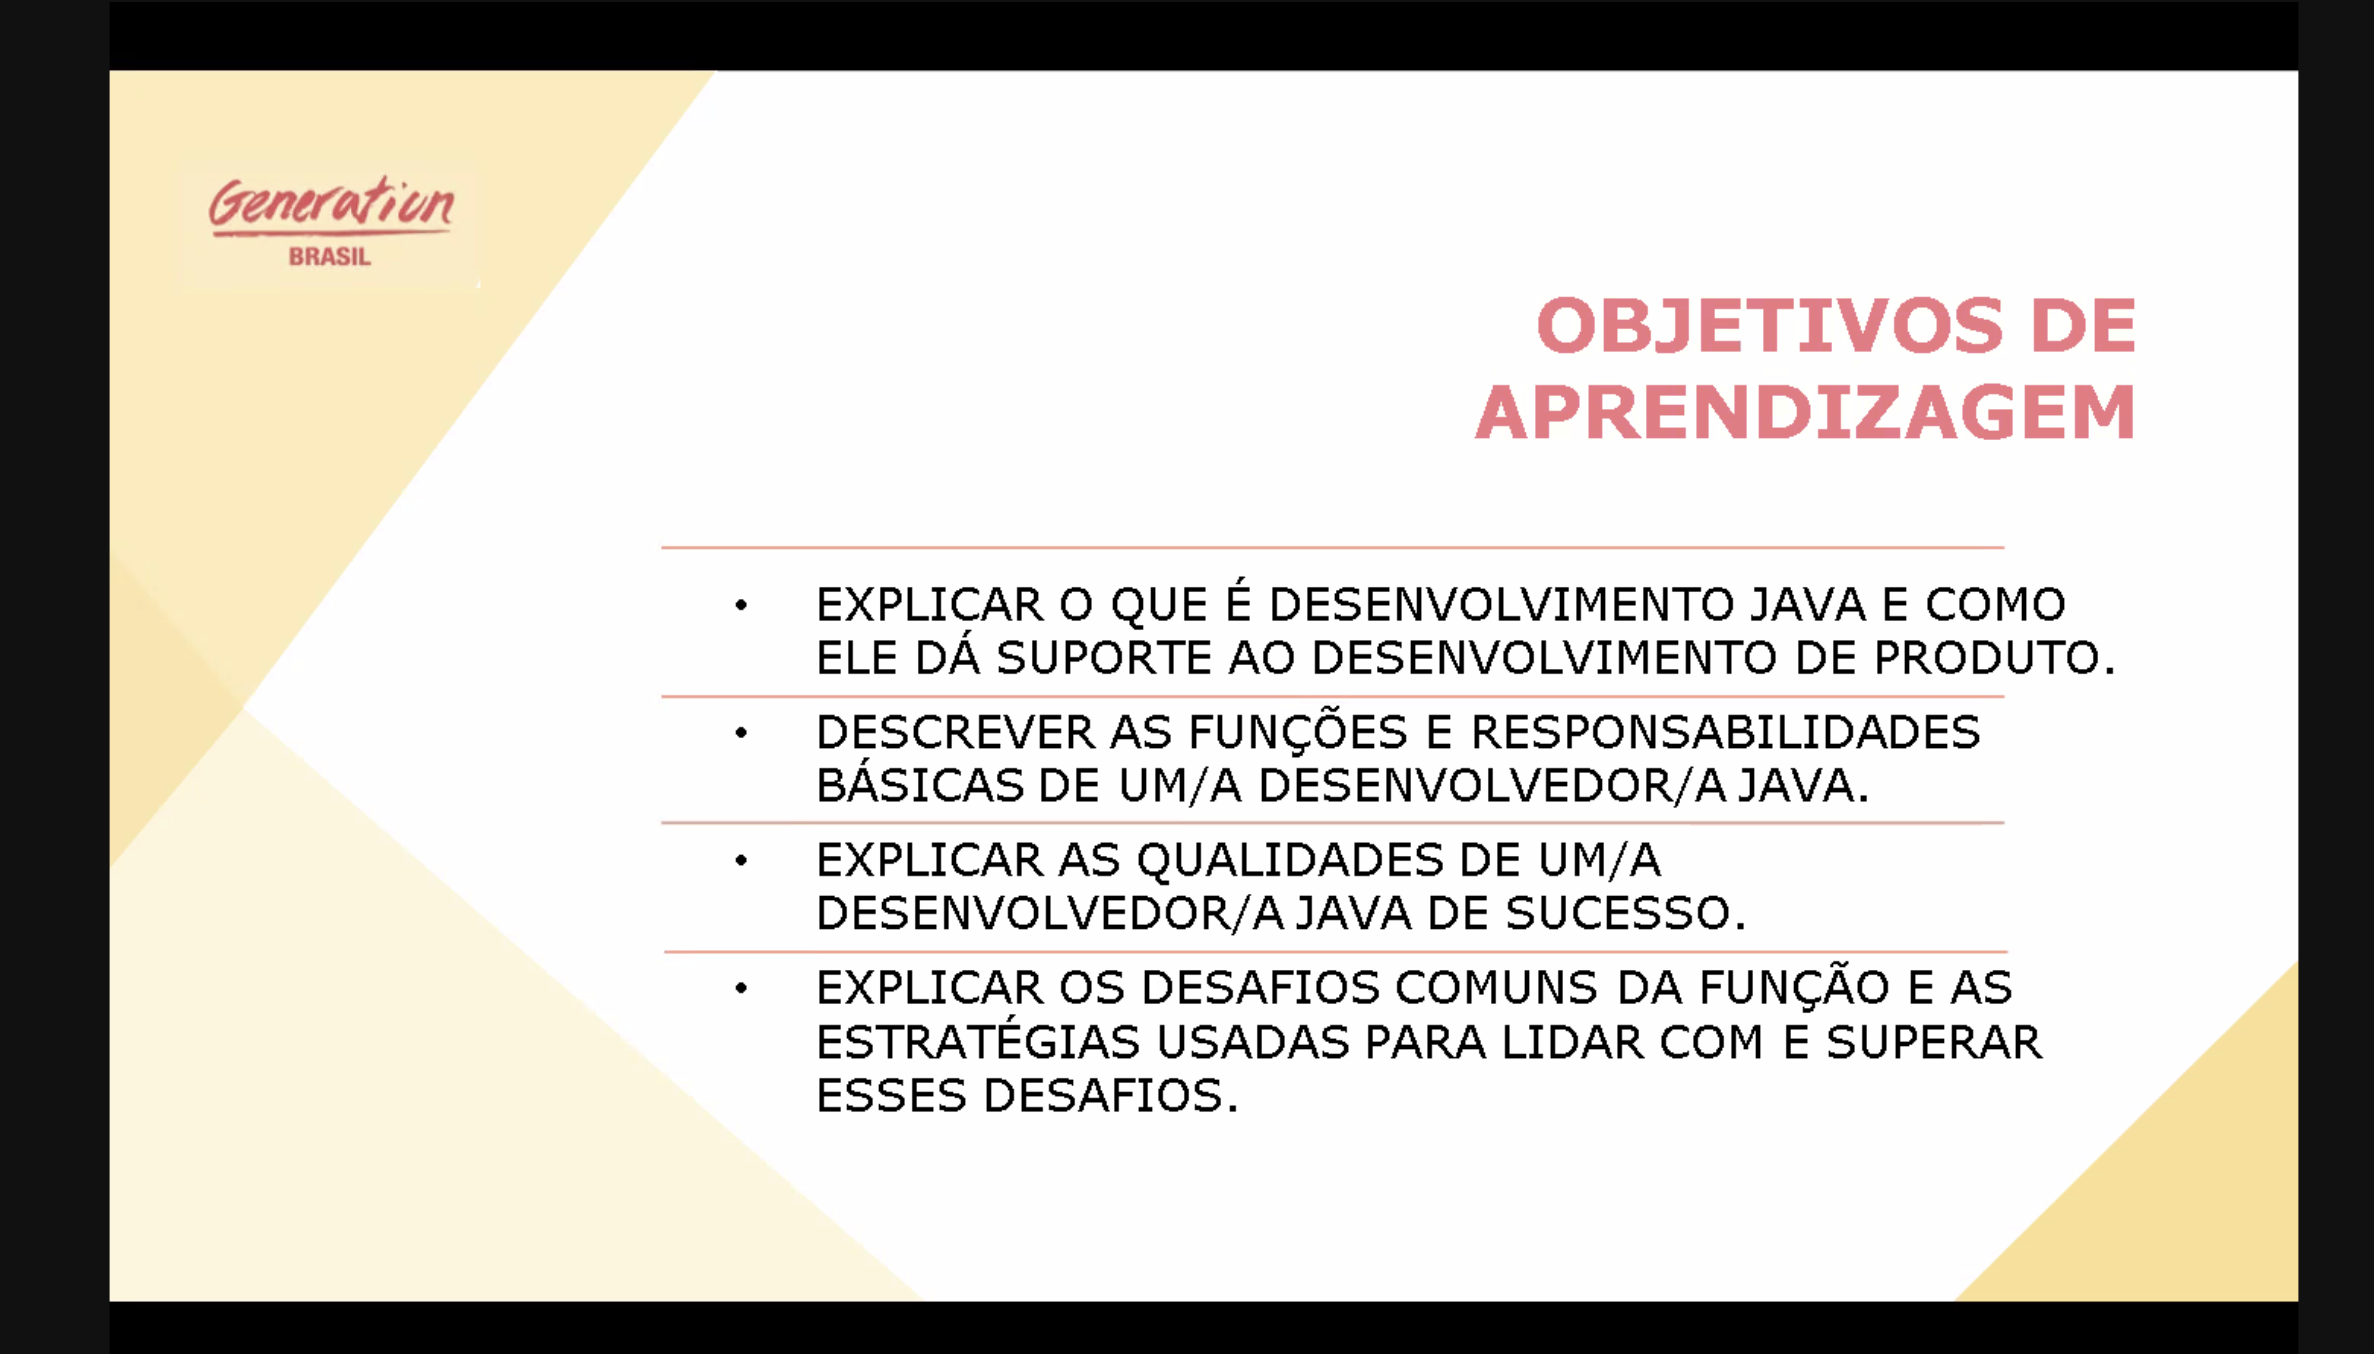 Generation
BRASIL
OBJETIVOS DE
APRENDIZAGEM
• EXPLICAR O QUE É DESENVOLVIMENTO JAVA E COMO
ELE DÁ SUPORTE AO DESENVOLVIMENTO DE PRODUTO.
• DESCREVER AS FUNÇÕES E RESPONSABILIDADES
BÁSICAS DE UM/A DESENVOLVEDOR/A JAVA.
• EXPLICAR AS QUALIDADES DE UM/A
DESENVOLVEDOR/A JAVA DE SUCESSO.
• EXPLICAR OS DESAFIOS COMUNS DA FUNÇÃO E AS
ESTRATÉGIAS USADAS PARA LIDAR COM E SUPERAR
ESSES DESAFIOS.